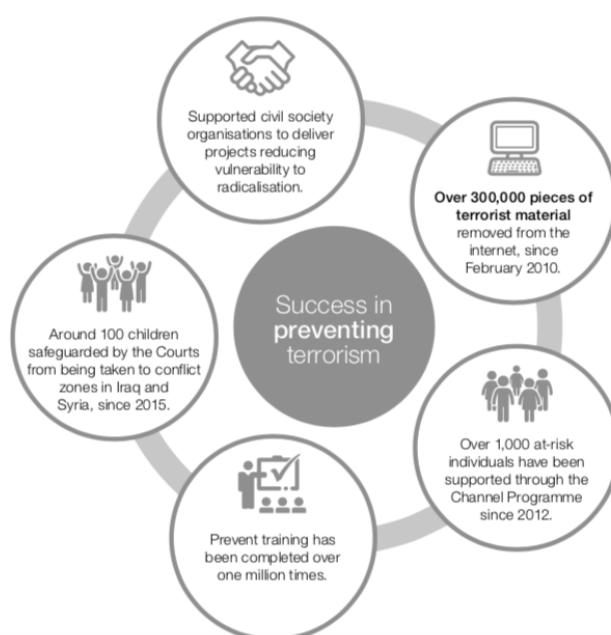 Supported civil society
organisations to deliver
projects reducing
vulnerability to
radicalisation.
Over 300,000 pieces of
terrorist material
removed from the
internet, since
February 2010.
Success in
preventing
terrorism
Around 100 children
safeguarded by the Courts
from being taken to conflict
zones in Iraq and
Syria, since 2015.
Over 1,000 at-risk
individuals have been
supported through the
Channel Programme
since 2012.
Prevent training has
been completed over
one million times.